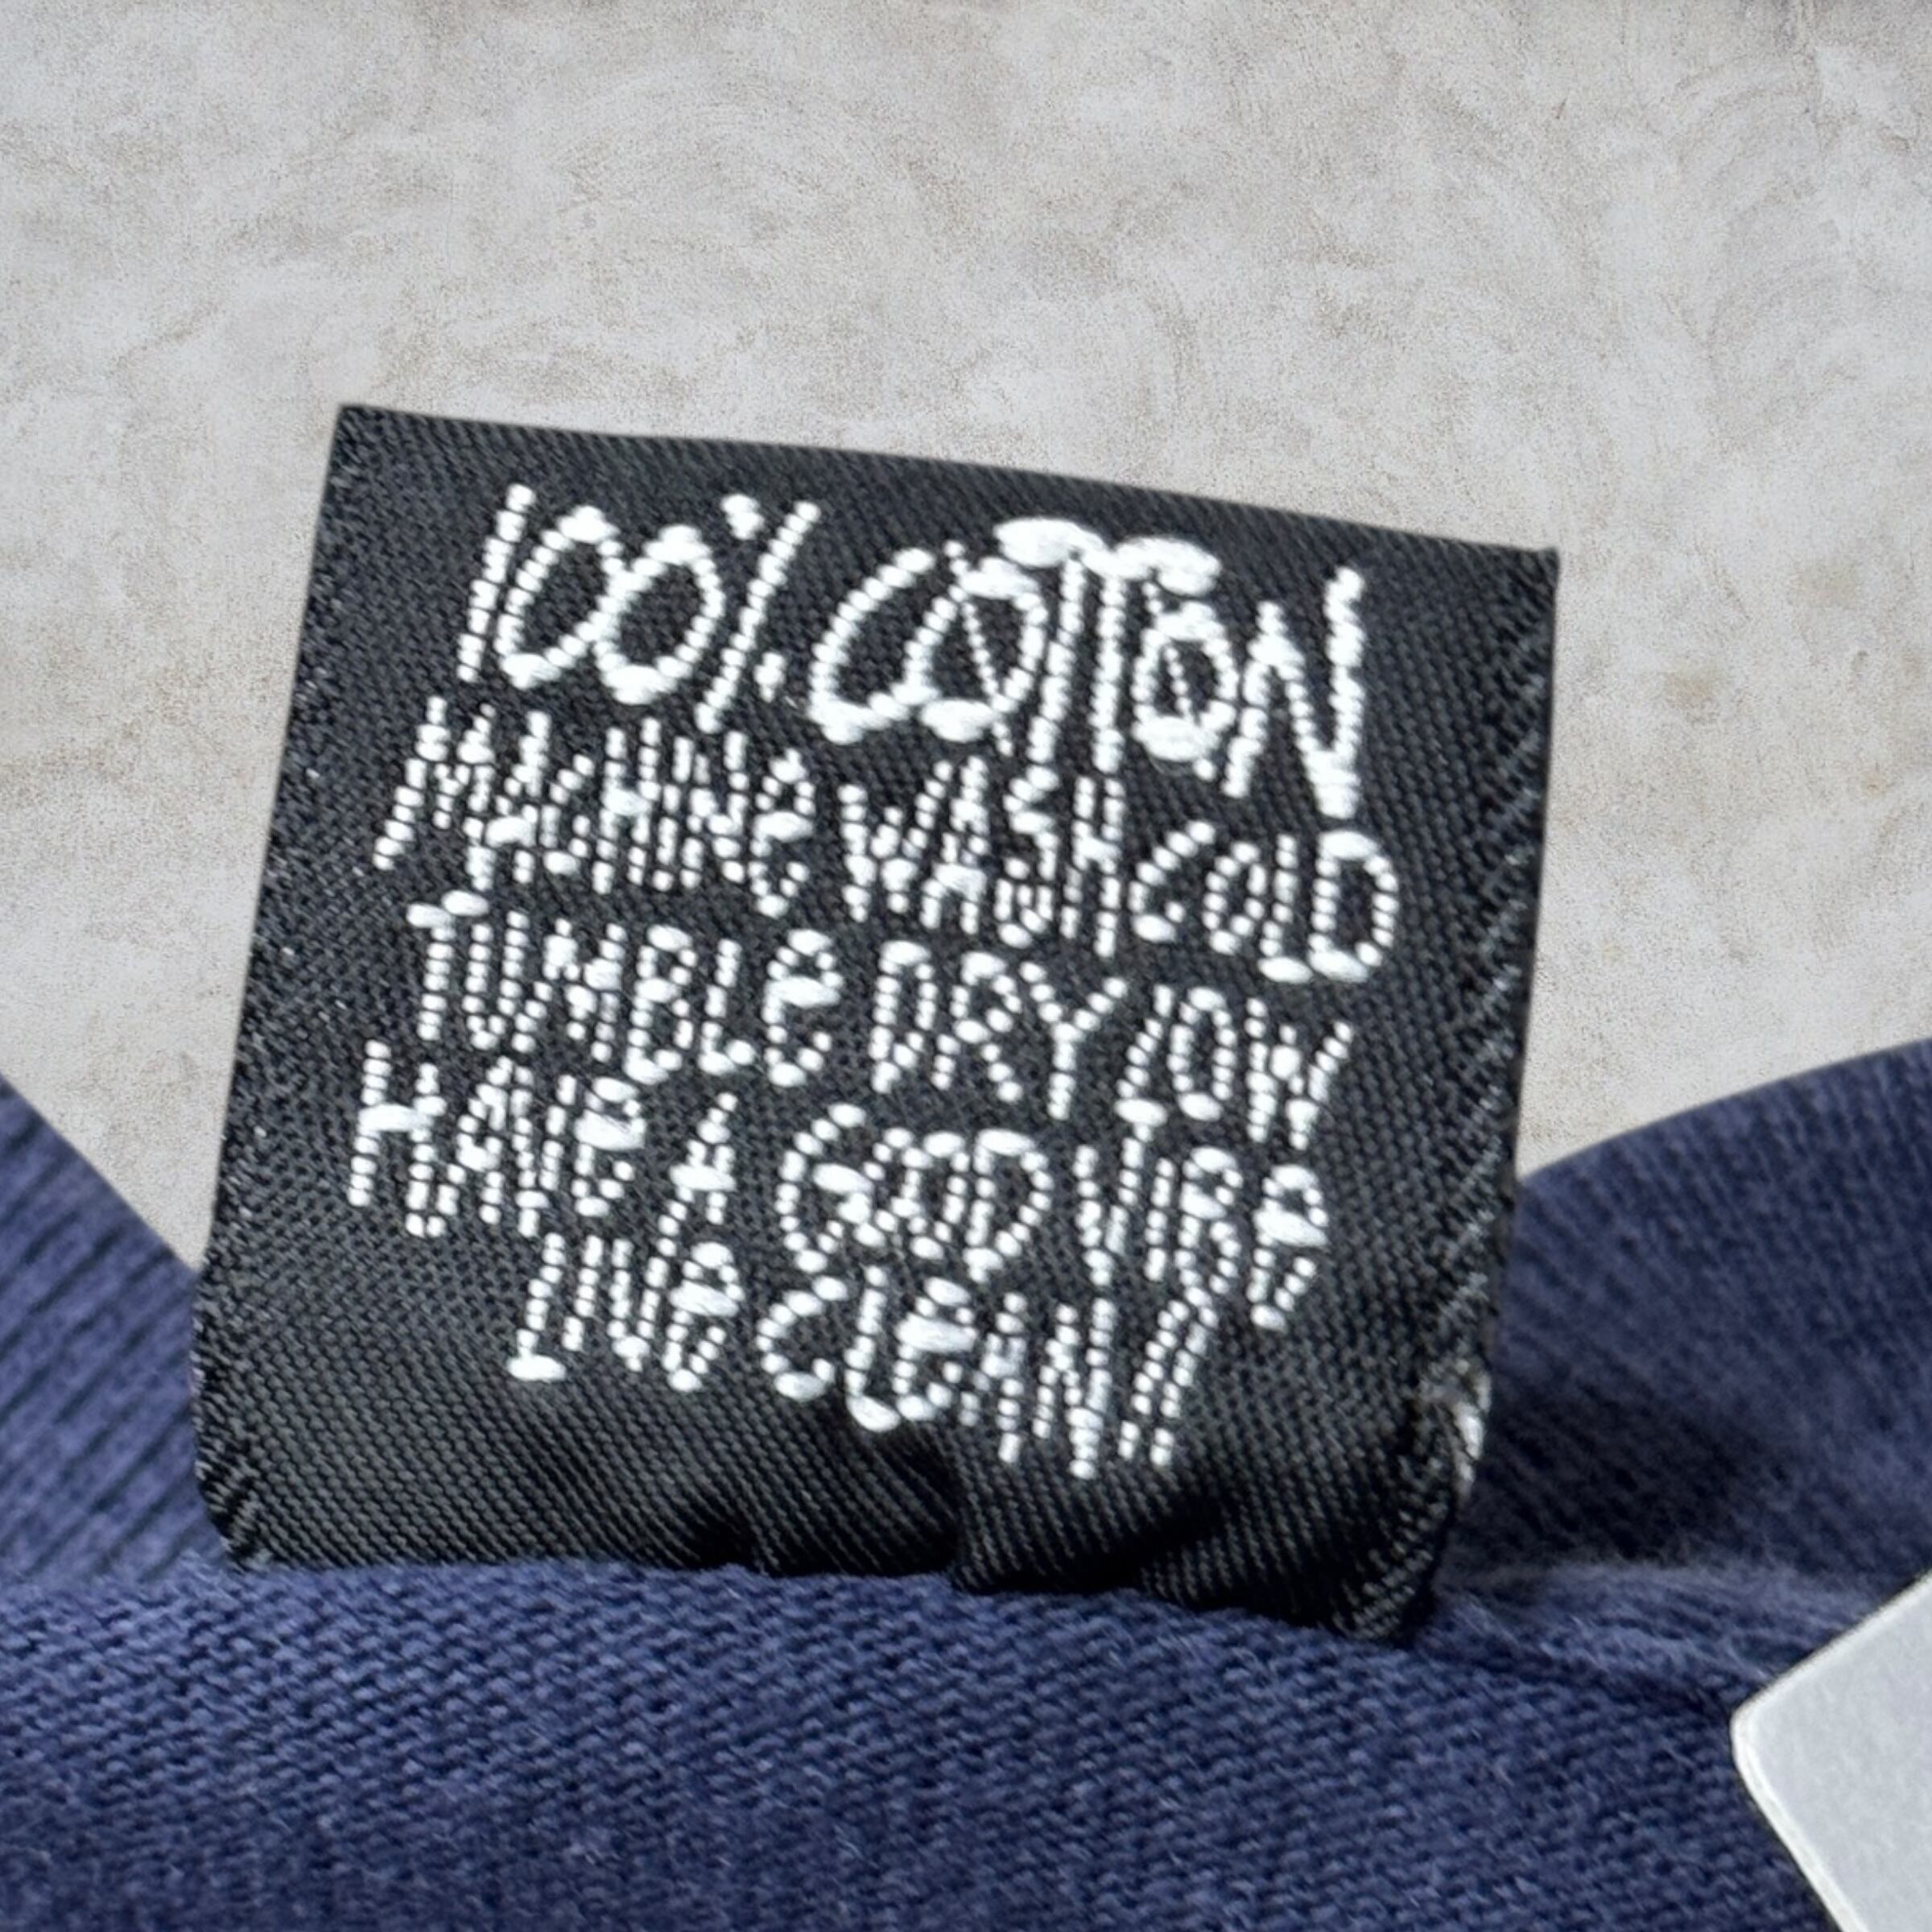 100% COTTON
MACHINE WASH COLD
TUMBLE DRY LOW
HAVE A GOOD VIBE
LIVE CLEAN!!